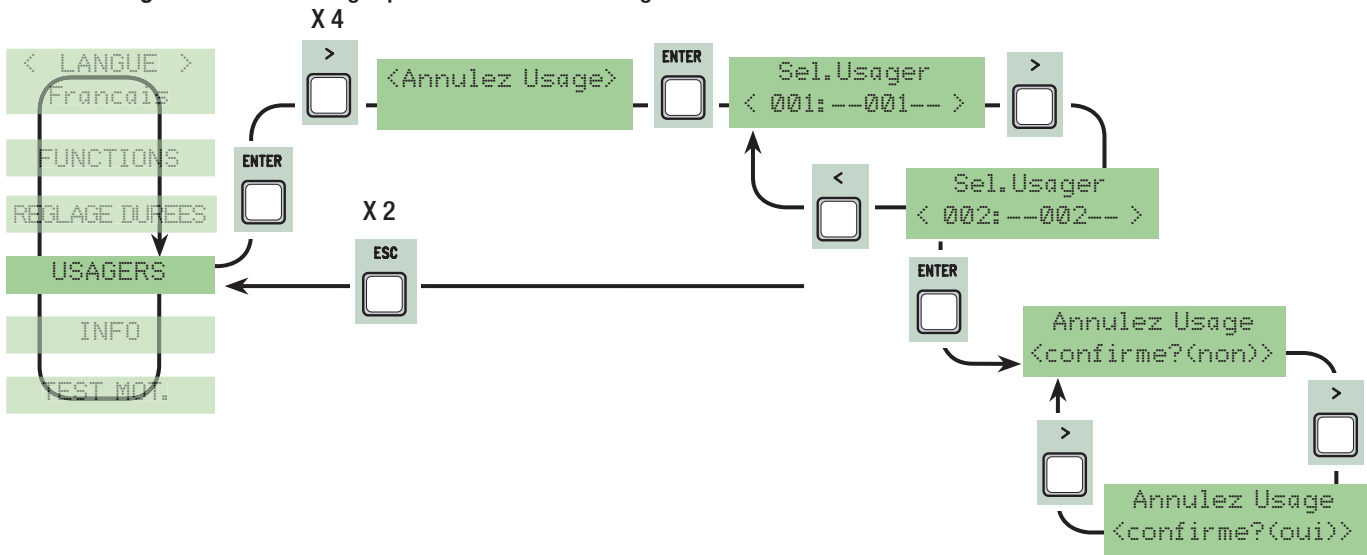 X 4
< LANGUE >
Francais
FUNCTIONS
REGLAGE DUREES
USAGERS
INFO
TEST MOT.
ENTER
>
<Annulez Usage>
ENTER
Sel.Usager
< 001:--001-- >
>
<
Sel.Usager
< 002:--002-- >
X 2
ESC
ENTER
Annulez Usage
<confirme?(non)>
>
>
Annulez Usage
<confirme?(oui)>